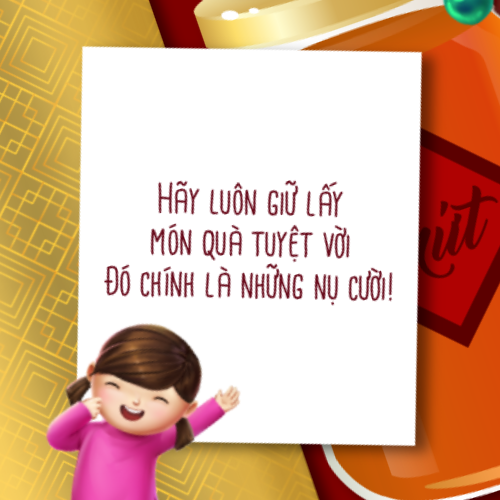 HÃY LUÔN GIỮ LẤY
MÓN QUÀ TUYỆT VỜI
ĐÓ CHÍNH LÀ NHỮNG NỤ CƯỜI!